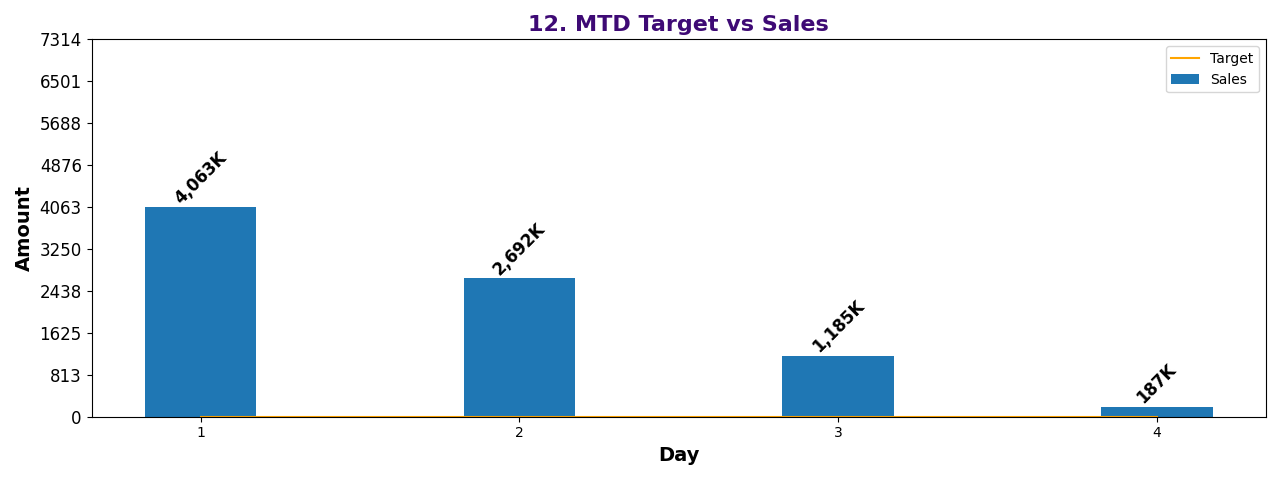 12. MTD Target vs Sales
Target
Sales
Amount
7314
6501
5688
4876
4063
3250
2438
1625
813
0
4,063K
2,692K
1,185K
187K
1
2
3
4
Day